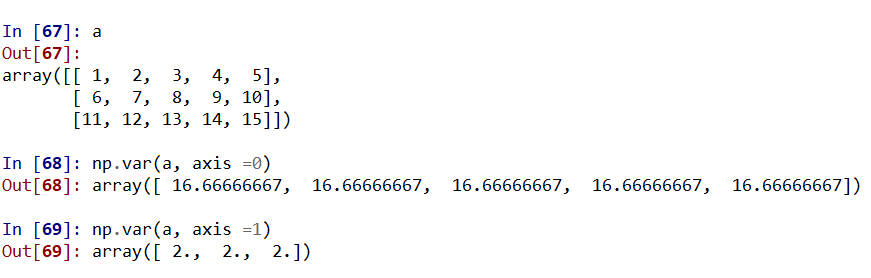 In [67]: a
Out[67]:
array([[ 1,  2,  3,  4,  5],
       [ 6,  7,  8,  9, 10],
       [11, 12, 13, 14, 15]])
In [68]: np.var(a, axis =0)
Out[68]: array([ 16.66666667,  16.66666667,  16.66666667,  16.66666667,  16.66666667])
In [69]: np.var(a, axis =1)
Out[69]: array([ 2.,  2.,  2.])